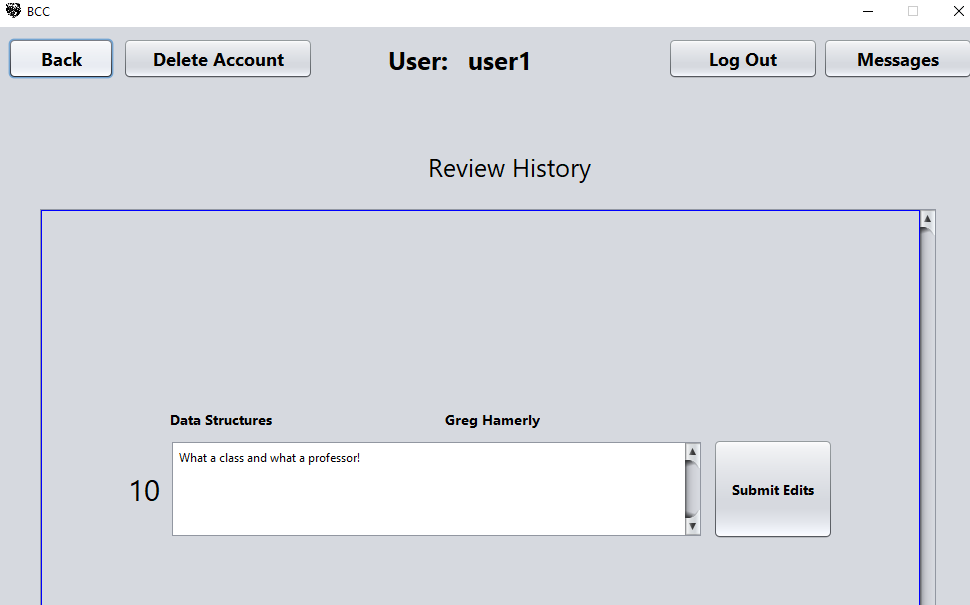 BCC
Back Delete Account User: user1 Log Out Messages
Review History
Data Structures Greg Hamerly
What a class and what a professor!
10 Submit Edits